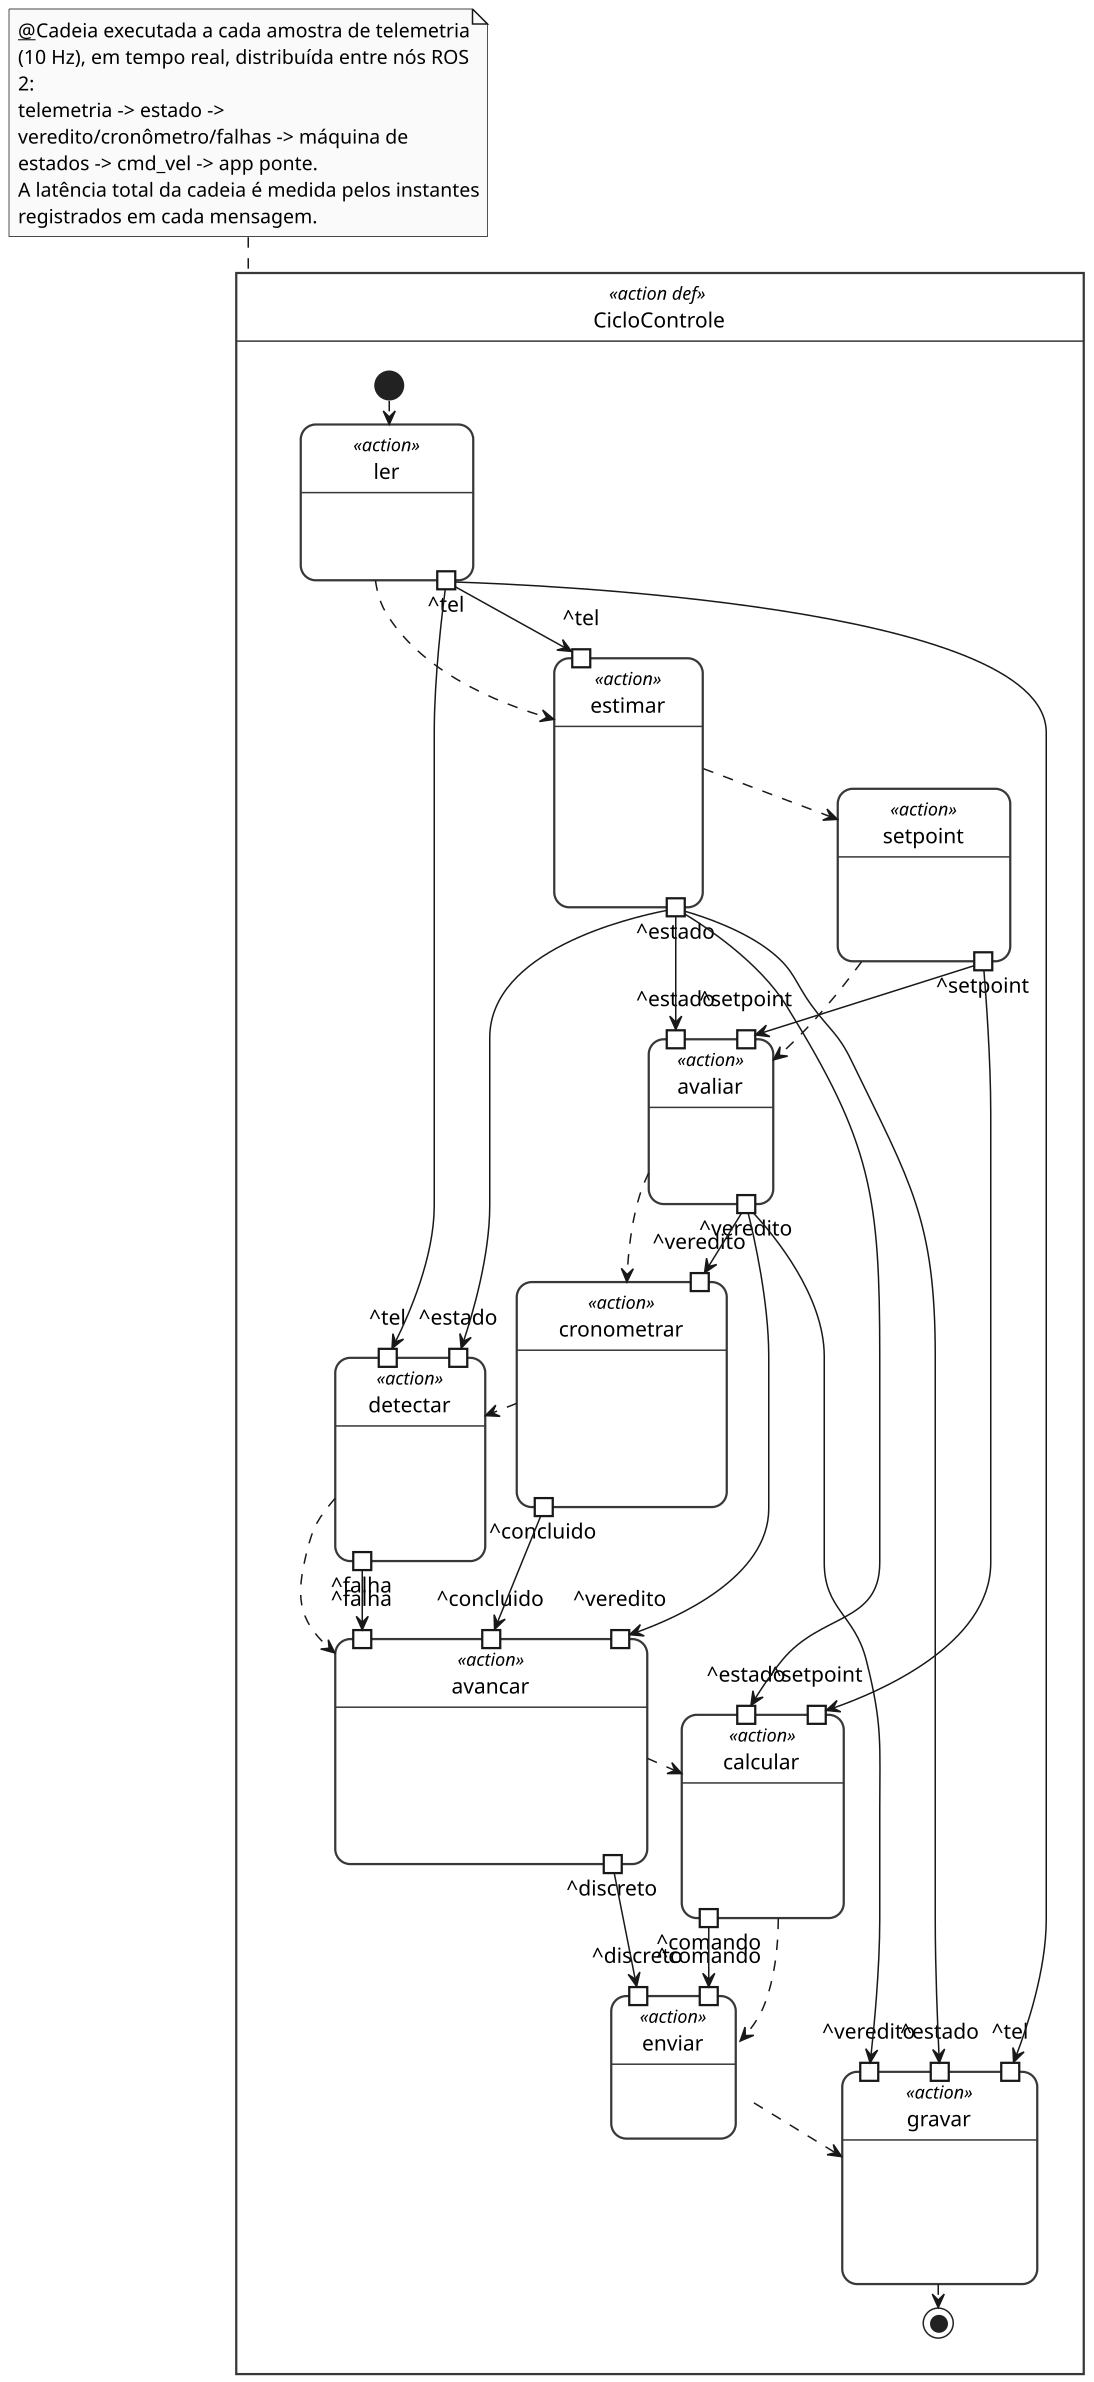 @Cadeia executada a cada amostra de telemetria
(10 Hz), em tempo real, distribuída entre nós ROS
2:
telemetria -> estado ->
veredito/cronômetro/falhas -> máquina de
estados -> cmd_vel -> app ponte.
A latência total da cadeia é medida pelos instantes
registrados em cada mensagem.
«action def»
CicloControle
«action»
ler
^tel
^tel
«action»
estimar
«action»
setpoint
^estado
^setpoint
^estado
^setpoint
«action»
avaliar
^veredito
^veredito
«action»
cronometrar
^tel
^estado
«action»
detectar
^concluido
^falha
^falha
^concluido
^veredito
«action»
avancar
^estado
^setpoint
«action»
calcular
^discreto
^comando
^discreto
^comando
«action»
enviar
^veredito
^estado
^tel
«action»
gravar